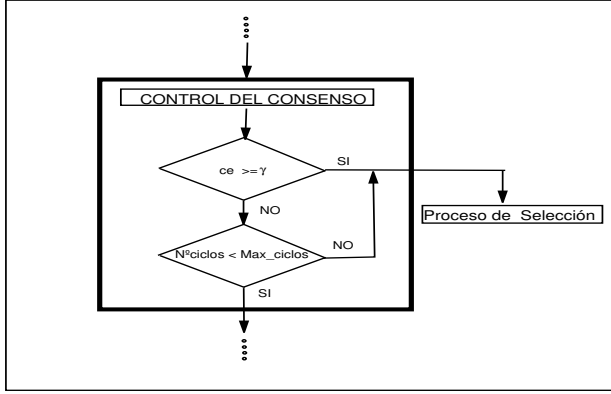 CONTROL DEL CONSENSO
ce >= γ
SI
NO
Proceso de Selección
Nºciclos < Max_ciclos
NO
SI